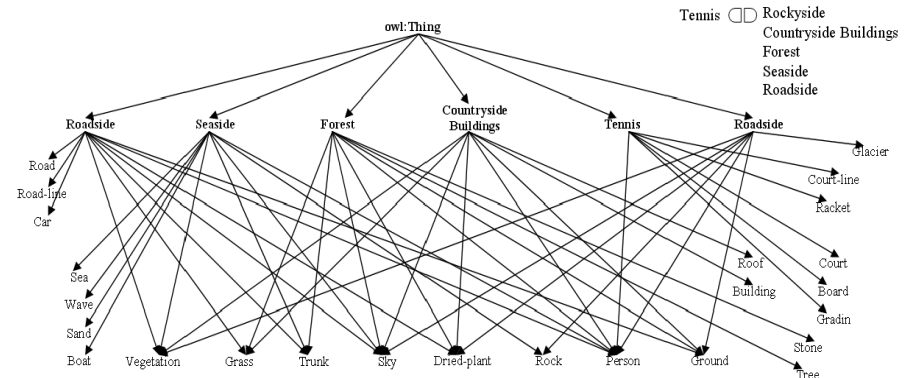 Tennis Rockyside
Countryside Buildings
Forest
Seaside
Roadside
owl:Thing
Roadside Seaside Forest Countryside Buildings Tennis Roadside
Road
Road-line
Car
Glacier
Court-line
Racket
Sea
Wave
Sand
Boat
Roof
Building
Court
Board
Gradin
Stone
Tree
Vegetation Grass Trunk Sky Dried-plant Rock Person Ground